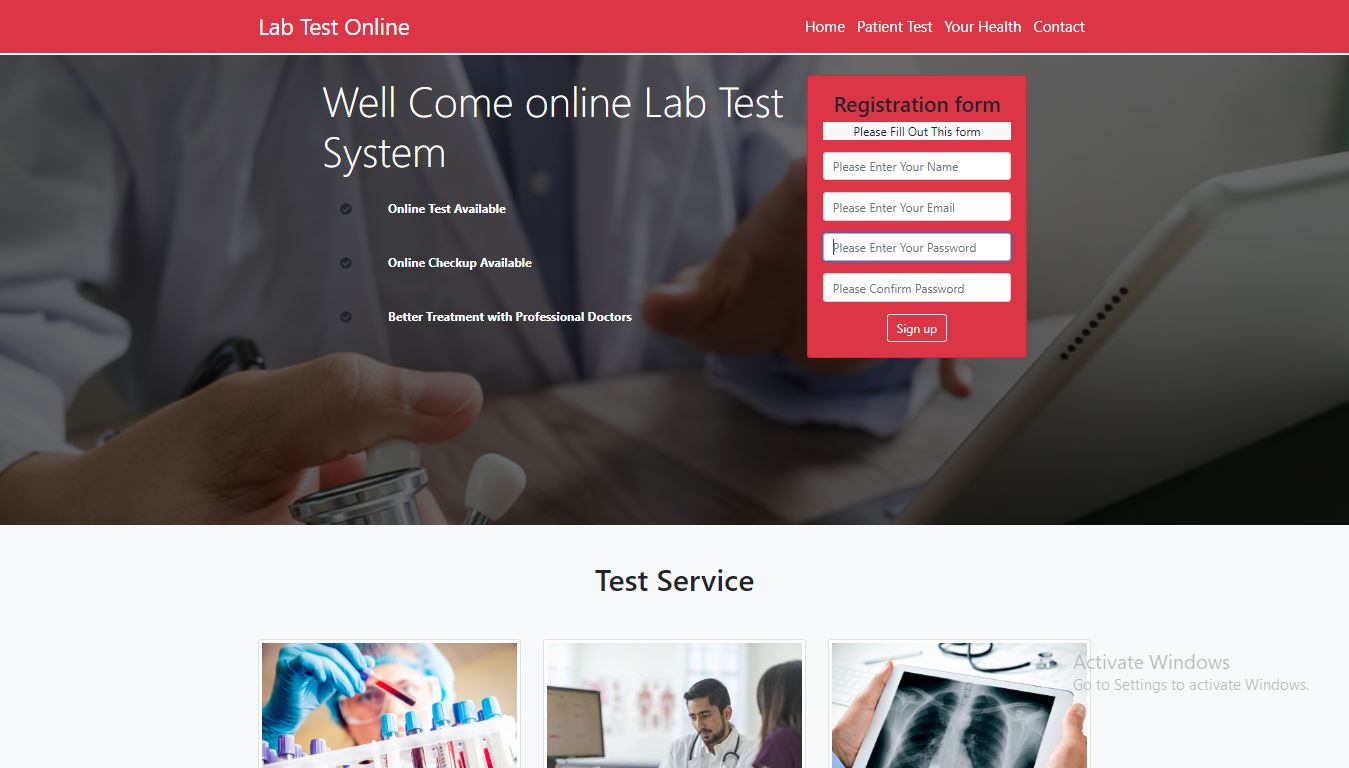 Lab Test Online
Home Patient Test Your Health Contact
Well Come online Lab Test
System
Online Test Available
Online Checkup Available
Better Treatment with Professional Doctors
Registration form
Please Fill Out This form
Please Enter Your Name
Please Enter Your Email
Please Enter Your Password
Please Confirm Password
Sign up
Test Service
Activate Windows
Go to Settings to activate Windows.